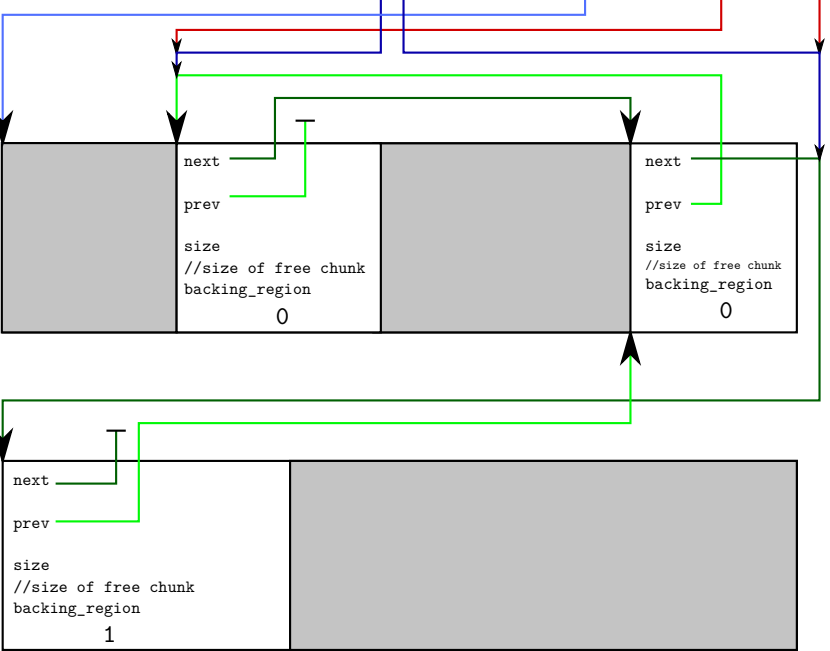 next
prev
size
//size of free chunk
backing_region
0
next
prev
size
//size of free chunk
backing_region
0
next
prev
size
//size of free chunk
backing_region
1